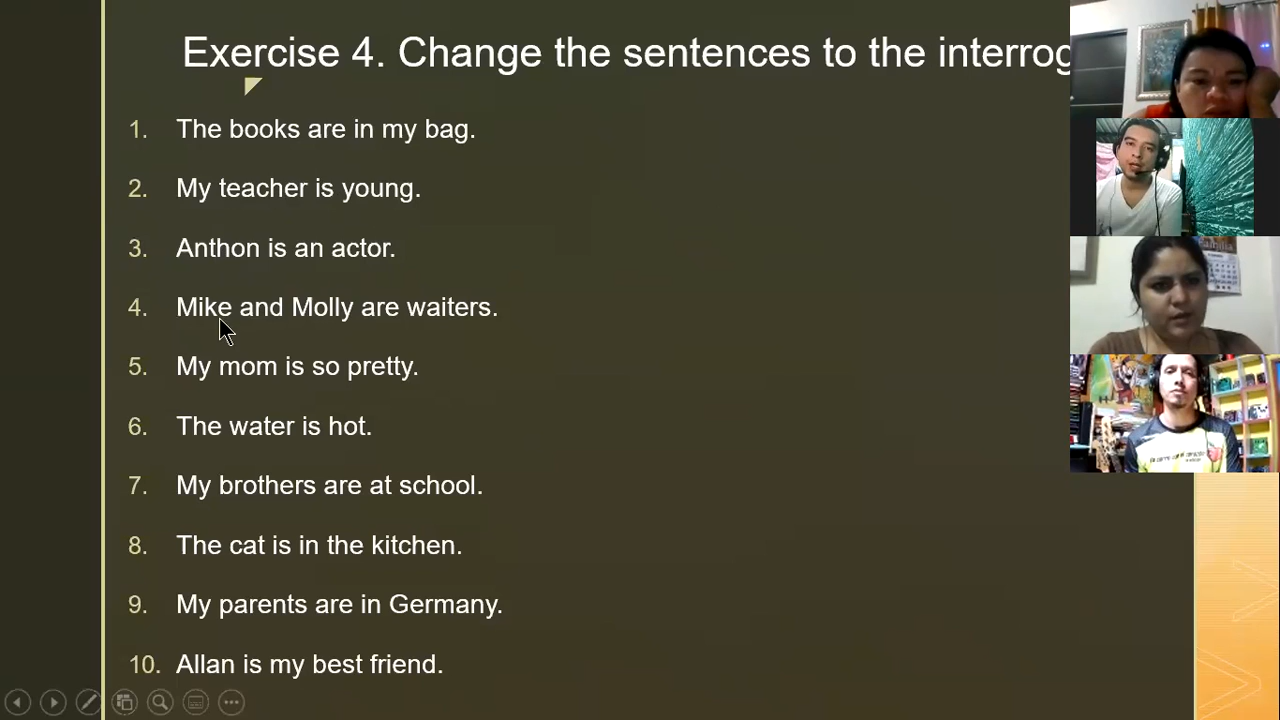 Exercise 4. Change the sentences to the interrog
1. The books are in my bag.
2. My teacher is young.
3. Anthon is an actor.
4. Mike and Molly are waiters.
5. My mom is so pretty.
6. The water is hot.
7. My brothers are at school.
8. The cat is in the kitchen.
9. My parents are in Germany.
10. Allan is my best friend.